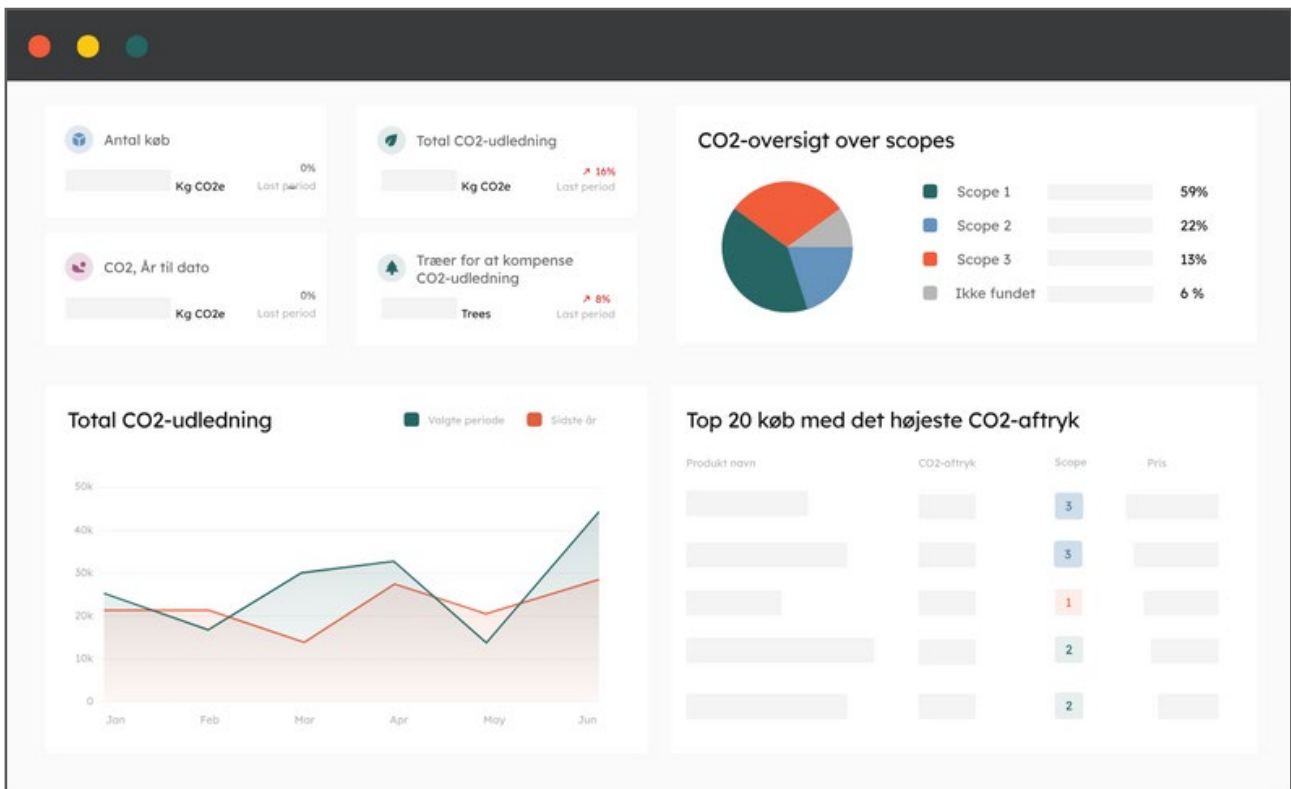 Antal køb
0%
Kg CO2e Last period
Total CO2-udledning
↗ 16%
Kg CO2e Last period
CO2, År til dato
0%
Kg CO2e Last period
Træer for at kompense
CO2-udledning
↗ 8%
Trees Last period
CO2-oversigt over scopes
Scope 1 59%
Scope 2 22%
Scope 3 13%
Ikke fundet 6 %
Total CO2-udledning
Valgte periode Sidste år
50k
40k
30k
20k
10k
0
Jan Feb Mar Apr May Jun
Top 20 køb med det højeste CO2-aftryk
Produkt navn CO2-aftryk Scope Pris
3
3
1
2
2